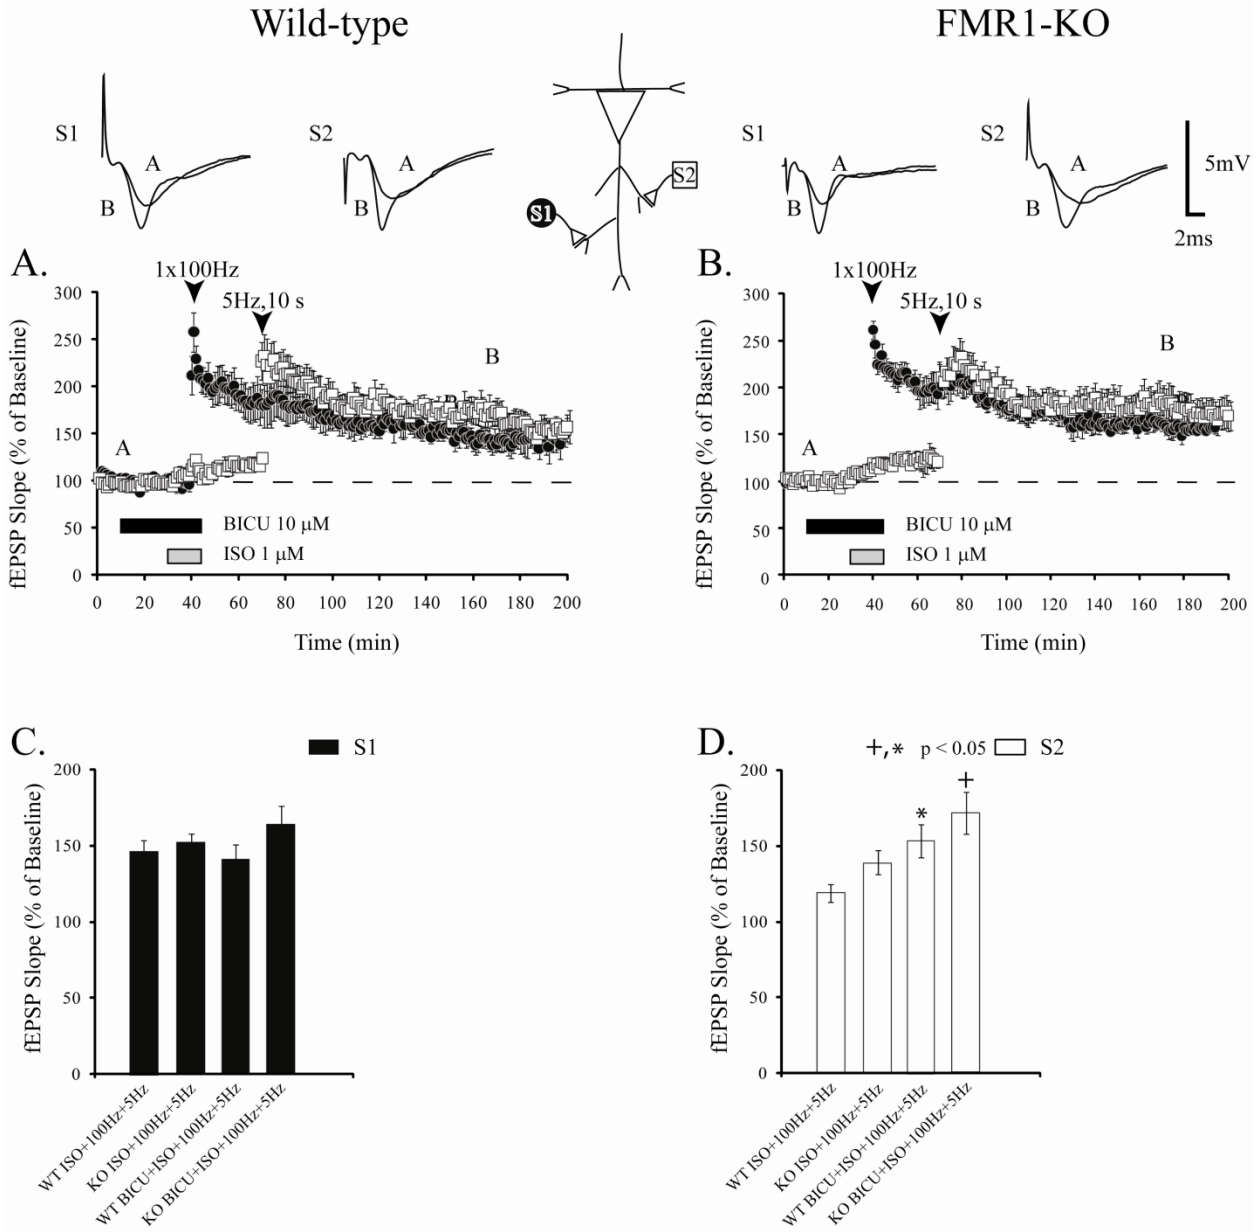 Wild-type
FMR1-KO
S1
A
B
S2
A
B
S1
S2
S1
A
B
S2
A
B
5mV
2ms
A.
1x100Hz
5Hz,10 s
fEPSP Slope (% of Baseline)
300
250
200
150
100
50
0
A
B
BICU 10 μM
ISO 1 μM
0 20 40 60 80 100 120 140 160 180 200
Time (min)
B.
1x100Hz
5Hz,10 s
fEPSP Slope (% of Baseline)
300
250
200
150
100
50
0
A
B
BICU 10 μM
ISO 1 μM
0 20 40 60 80 100 120 140 160 180 200
Time (min)
C.
S1
fEPSP Slope (% of Baseline)
200
150
100
50
0
WT ISO+100Hz+5Hz
KO ISO+100Hz+5Hz
WT BICU+ISO+100Hz+5Hz
KO BICU+ISO+100Hz+5Hz
D.
+,* p < 0.05 S2
fEPSP Slope (% of Baseline)
200
150
100
50
0
*
+
WT ISO+100Hz+5Hz
KO ISO+100Hz+5Hz
WT BICU+ISO+100Hz+5Hz
KO BICU+ISO+100Hz+5Hz